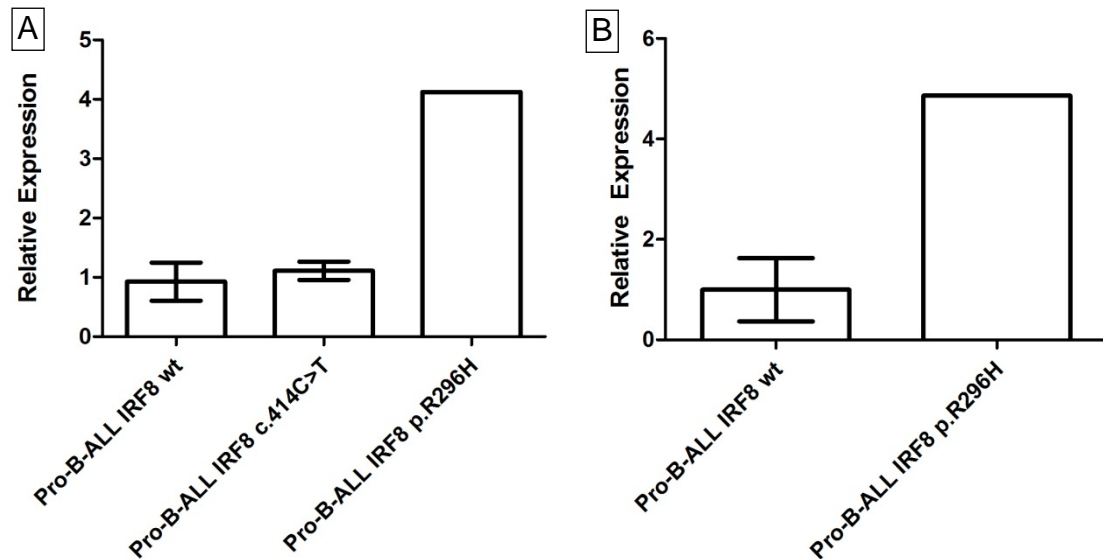 A
Relative Expression
5
4
3
2
1
0
Pro-B-ALL IRF8 wt
Pro-B-ALL IRF8 c.414C>T
Pro-B-ALL IRF8 p.R296H
B
Relative Expression
6
4
2
0
Pro-B-ALL IRF8 wt
Pro-B-ALL IRF8 p.R296H